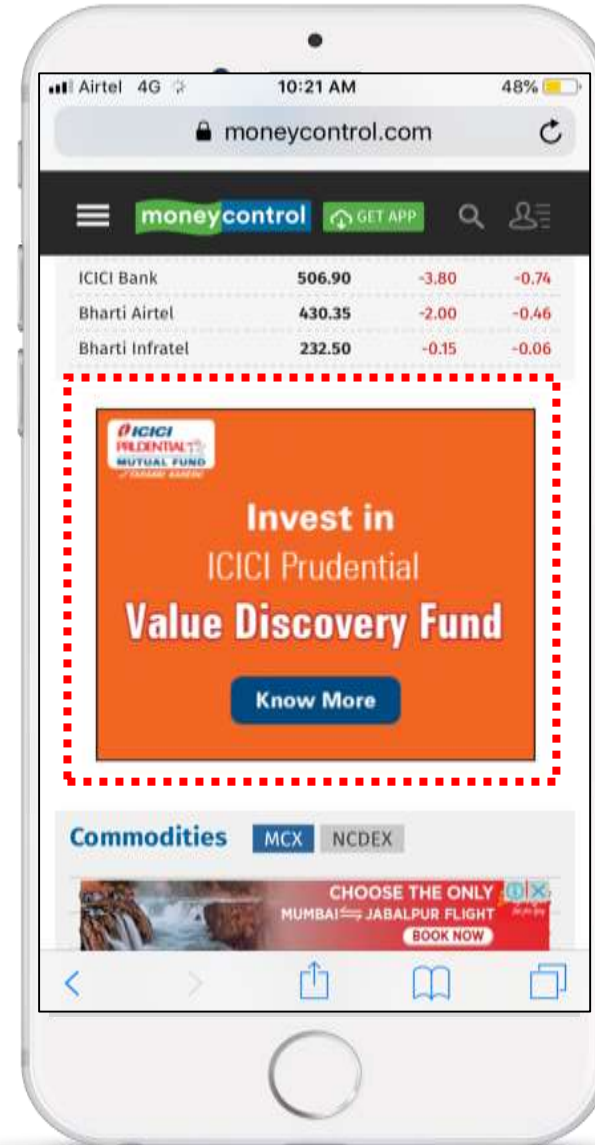 Airtel 4G 10:21 AM 48%
moneycontrol.com
moneycontrol GET APP
ICICI Bank 506.90 -3.80 -0.74
Bharti Airtel 430.35 -2.00 -0.46
Bharti Infratel 232.50 -0.15 -0.06
ICICI
PRUDENTIAL
MUTUAL FUND
Invest in
ICICI Prudential
Value Discovery Fund
Know More
Commodities MCX NCDEX
CHOOSE THE ONLY
MUMBAI JABALPUR FLIGHT
BOOK NOW